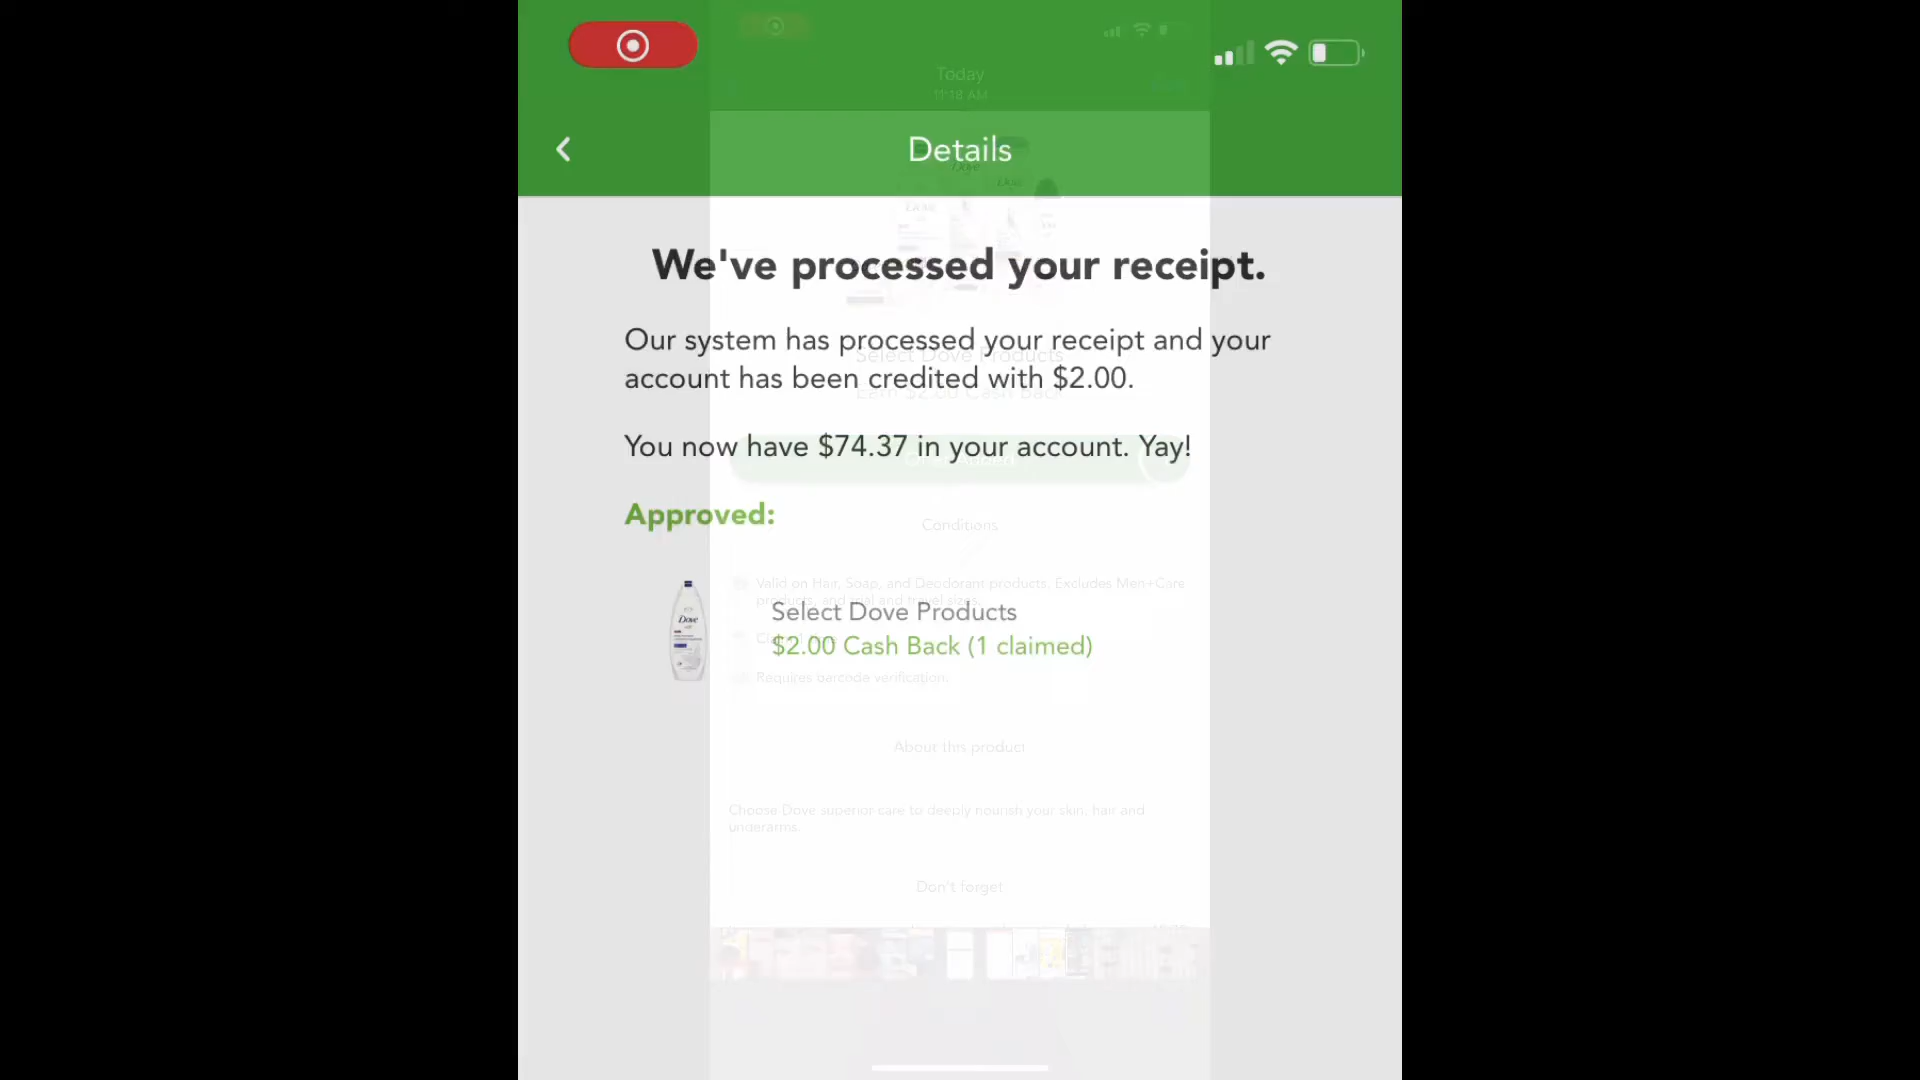 Today
11:18 AM
Details
We've processed your receipt.
Our system has processed your receipt and your
Select Dove Products
account has been credited with $2.00.
Earn $2.00 Cash Back
You now have $74.37 in your account. Yay!
Approved:
Conditions
Valid on Hair, Soap, and Deodorant products. Excludes Men+Care
products, and trial and travel sizes.
Dove
Select Dove Products
$2.00 Cash Back (1 claimed)
Requires barcode verification.
About this product
Choose Dove superior care to deeply nourish your skin, hair and
underarms.
Don't forget